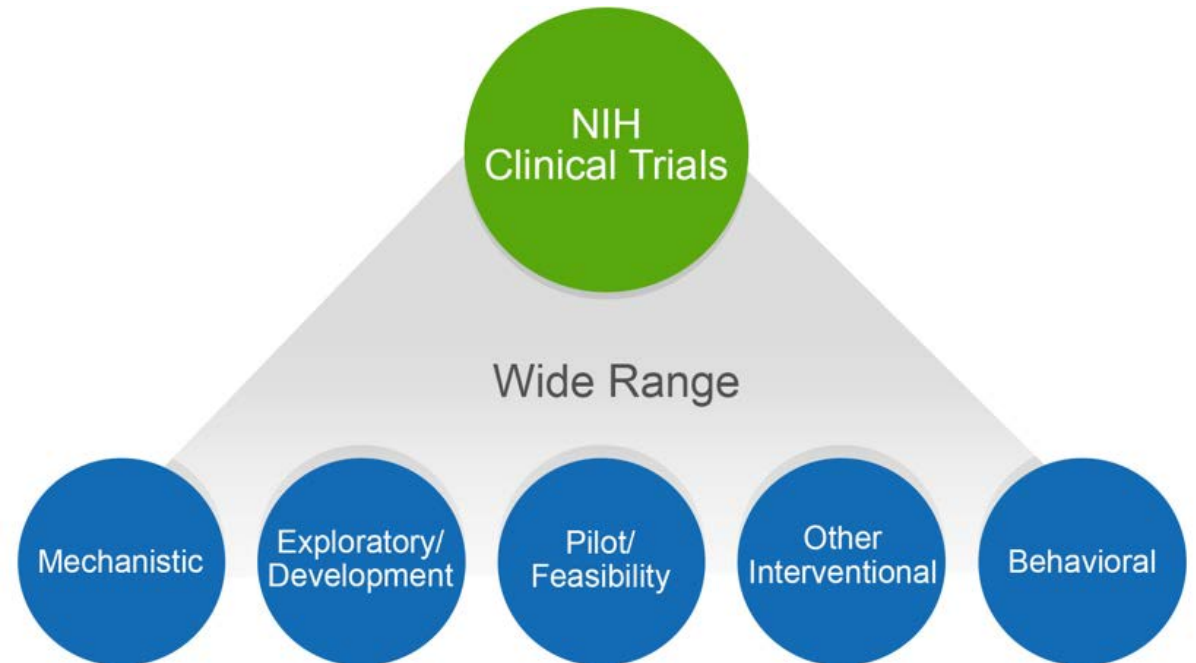 NIH
Clinical Trials
Wide Range
Mechanistic
Exploratory/
Development
Pilot/
Feasibility
Other
Interventional
Behavioral